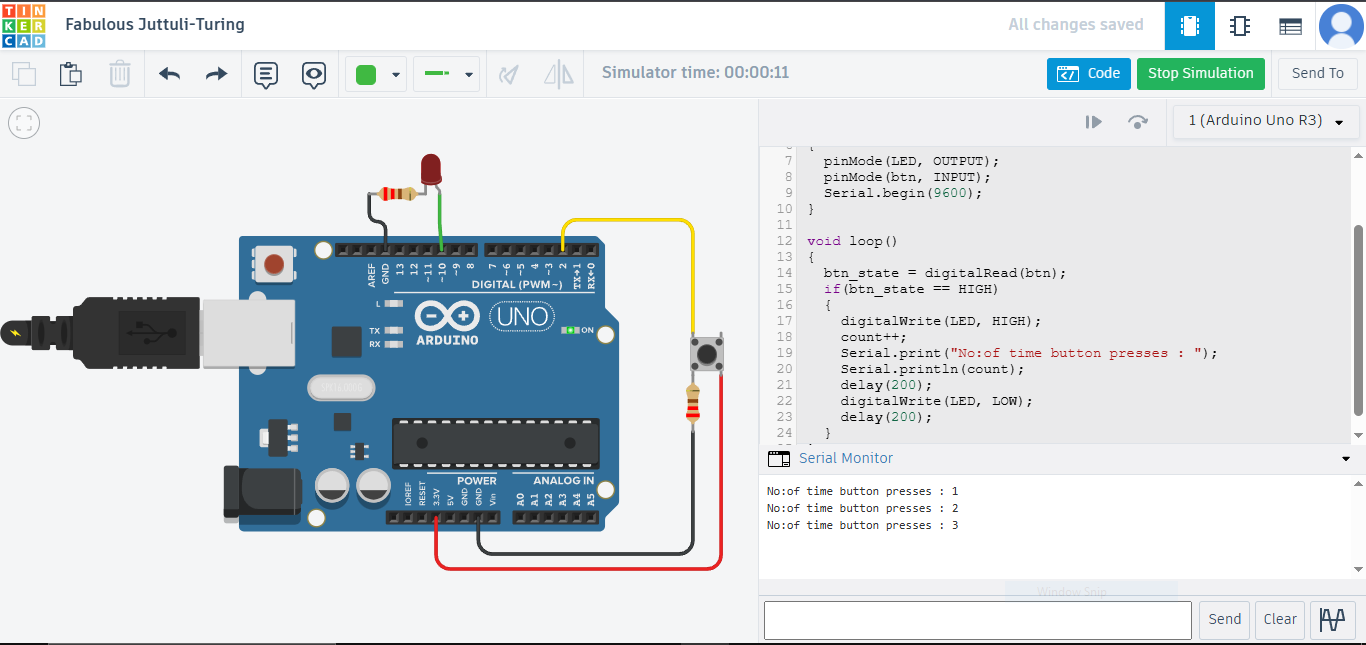 TINKERCAD
Fabulous Juttuli-Turing
All changes saved
Simulator time: 00:00:11
Code
Stop Simulation
Send To
1 (Arduino Uno R3)
AREF
GND
13
12
~11
~10
~9
8
7
~6
~5
4
~3
2
TX→1
RX←0
DIGITAL (PWM~)
L
TX
RX
ARDUINO
UNO
ON
POWER
ANALOG IN
IOREF
RESET
3.3V
5V
GND
GND
Vin
A0
A1
A2
A3
A4
A5
7 pinMode(LED, OUTPUT);
8 pinMode(btn, INPUT);
9 Serial.begin(9600);
10 }
11
12 void loop()
13 {
14 btn_state = digitalRead(btn);
15 if(btn_state == HIGH)
16 {
17 digitalWrite(LED, HIGH);
18 count++;
19 Serial.print("No:of time button presses : ");
20 Serial.println(count);
21 delay(200);
22 digitalWrite(LED, LOW);
23 delay(200);
24 }
Serial Monitor
No:of time button presses : 1
No:of time button presses : 2
No:of time button presses : 3
Window Snip
Send
Clear